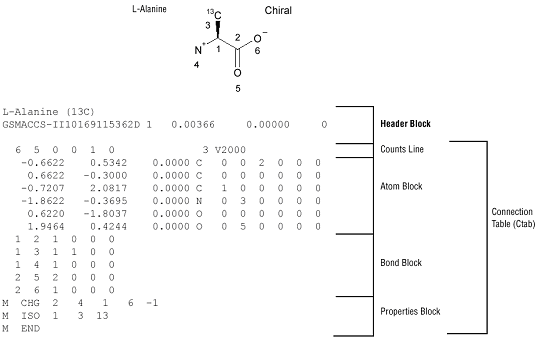 L-Alanine
Chiral
13C
3
2
O−
N+
1
6
4
O
5
L-Alanine (13C)
GSMACCS-II10169115362D 1   0.00366     0.00000     0
Header Block
6  5  0  0  1  0              3 V2000
Counts Line
-0.6622    0.5342    0.0000 C   0  0  2  0  0  0
0.6622   -0.3000    0.0000 C   0  0  0  0  0  0
-0.7207    2.0817    0.0000 C   1  0  0  0  0  0
-1.8622   -0.3695    0.0000 N   0  3  0  0  0  0
0.6220   -1.8037    0.0000 O   0  0  0  0  0  0
1.9464    0.4244    0.0000 O   0  5  0  0  0  0
Atom Block
Connection
Table (Ctab)
1  2  1  0  0  0
1  3  1  1  0  0
1  4  1  0  0  0
2  5  2  0  0  0
2  6  1  0  0  0
Bond Block
M  CHG  2   4   1   6  -1
M  ISO  1   3  13
M  END
Properties Block